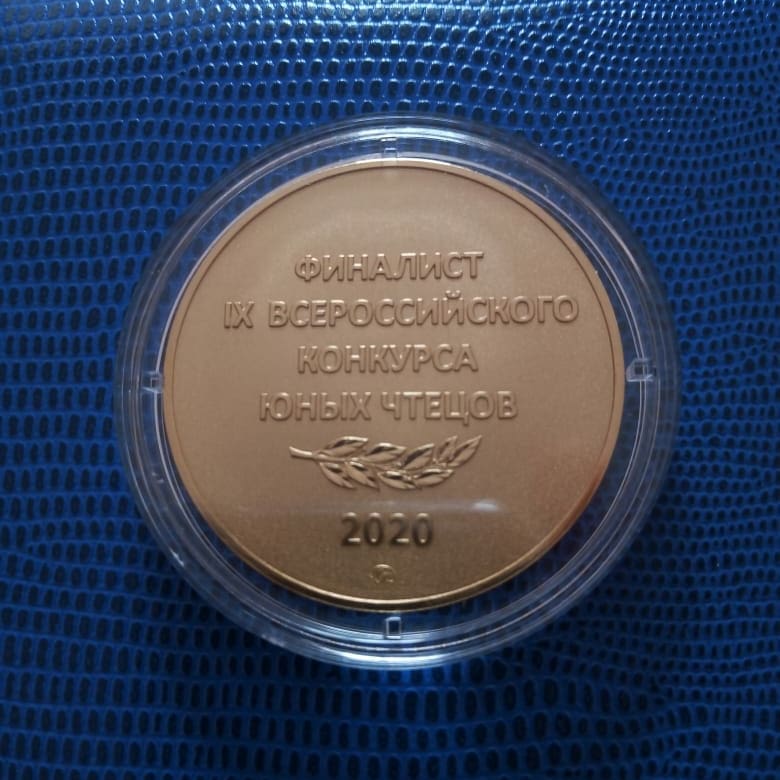 ФИНАЛИСТ
IX ВСЕРОССИЙСКОГО
КОНКУРСА
ЮНЫХ ЧТЕЦОВ
2020